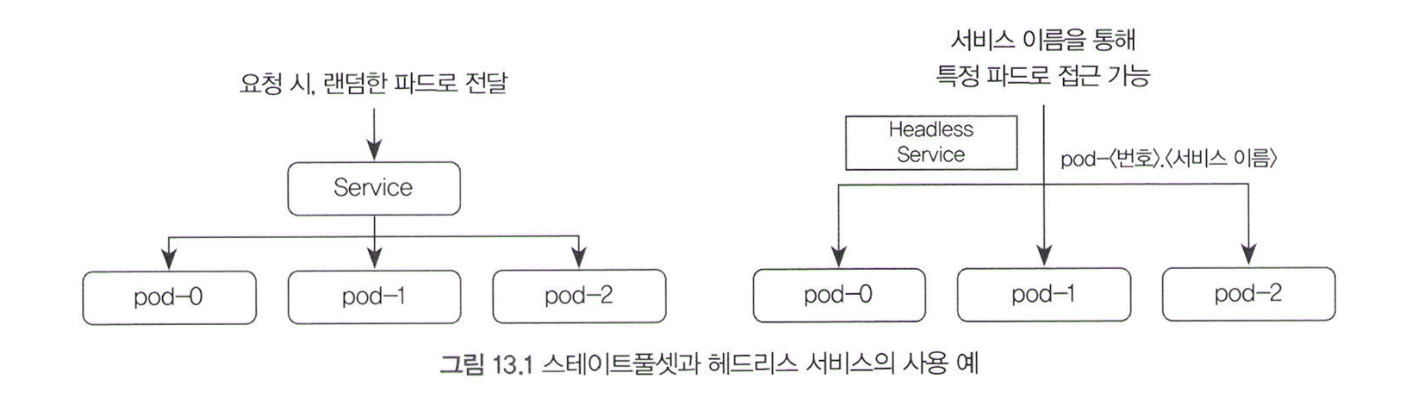 요청 시, 랜덤한 파드로 전달
Service
pod-0
pod-1
pod-2
서비스 이름을 통해
특정 파드로 접근 가능
Headless
Service
pod-<번호>.<서비스 이름>
pod-0
pod-1
pod-2
그림 13.1 스테이트풀셋과 헤드리스 서비스의 사용 예